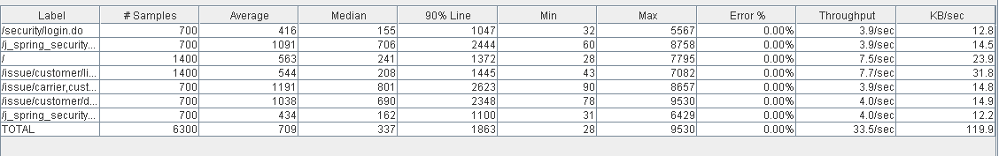 Label # Samples Average Median 90% Line Min Max Error % Throughput KB/sec
/security/login.do 700 416 155 1047 32 5567 0.00% 3.9/sec 12.8
/j_spring_security... 700 1091 706 2444 60 8758 0.00% 3.9/sec 14.5
/ 1400 563 241 1372 28 7795 0.00% 7.5/sec 23.9
/issue/customer/li... 1400 544 208 1445 43 7082 0.00% 7.7/sec 31.8
/issue/carrier,cust... 700 1191 801 2623 90 8657 0.00% 3.9/sec 14.8
/issue/customer/d... 700 1038 690 2348 78 9530 0.00% 4.0/sec 14.9
/j_spring_security... 700 434 162 1100 31 6429 0.00% 4.0/sec 12.2
TOTAL 6300 709 337 1863 28 9530 0.00% 33.5/sec 119.9